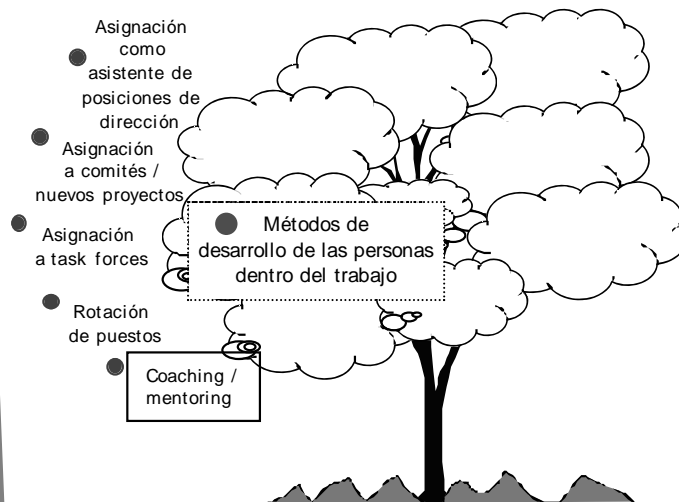 Asignación
como
asistente de
posiciones de
dirección
Asignación
a comités /
nuevos proyectos
Asignación
a task forces
Rotación
de puestos
Coaching /
mentoring
Métodos de
desarrollo de las personas
dentro del trabajo